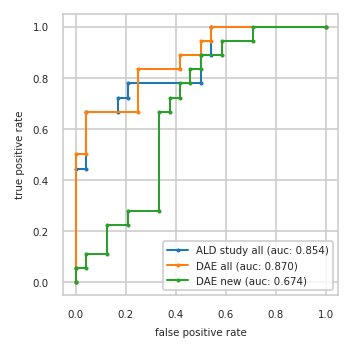 true positive rate
1.0
0.8
0.6
0.4
0.2
0.0
ALD study all (auc: 0.854)
DAE all (auc: 0.870)
DAE new (auc: 0.674)
0.0 0.2 0.4 0.6 0.8 1.0
false positive rate